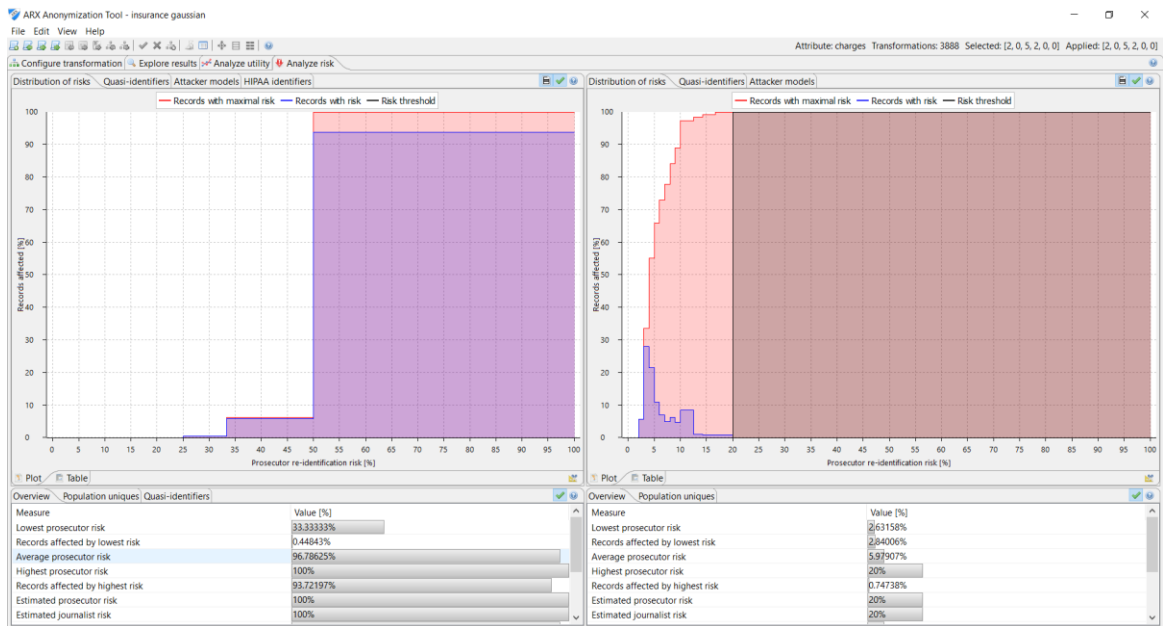 ARX Anonymization Tool - insurance gaussian
File Edit View Help
Attribute: charges Transformations: 3888 Selected: [2, 0, 5, 2, 0, 0] Applied: [2, 0, 5, 2, 0, 0]
Configure transformation Explore results Analyze utility Analyze risk
Distribution of risks Quasi-identifiers Attacker models HIPAA identifiers
Records with maximal risk Records with risk Risk threshold
100
90
80
70
60
50
40
30
20
10
0
Records affected [%]
0 5 10 15 20 25 30 35 40 45 50 55 60 65 70 75 80 85 90 95 100
Prosecutor re-identification risk [%]
Plot Table
Distribution of risks Quasi-identifiers Attacker models
Records with maximal risk Records with risk Risk threshold
100
90
80
70
60
50
40
30
20
10
0
Records affected [%]
0 5 10 15 20 25 30 35 40 45 50 55 60 65 70 75 80 85 90 95 100
Prosecutor re-identification risk [%]
Plot Table
Overview Population uniques Quasi-identifiers
Measure Value [%]
Lowest prosecutor risk 33.33333%
Records affected by lowest risk 0.44843%
Average prosecutor risk 96.78625%
Highest prosecutor risk 100%
Records affected by highest risk 93.72197%
Estimated prosecutor risk 100%
Estimated journalist risk 100%
Overview Population uniques
Measure Value [%]
Lowest prosecutor risk 2.63158%
Records affected by lowest risk 2.84006%
Average prosecutor risk 5.97907%
Highest prosecutor risk 20%
Records affected by highest risk 0.74738%
Estimated prosecutor risk 20%
Estimated journalist risk 20%